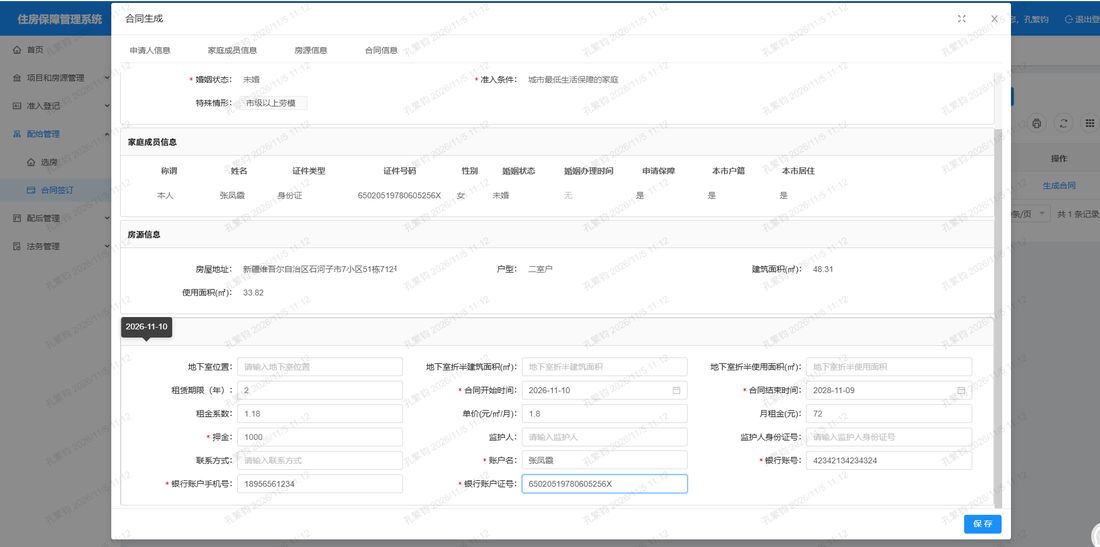 住房保障管理系统
合同生成
您，孔繁钧 退出登
首页
项目和房源管理
准入登记
配给管理
选房
合同签订
配后管理
法务管理
申请人信息 家庭成员信息 房源信息 合同信息
* 婚姻状态： 未婚 * 准入条件： 城市最低生活保障的家庭
特殊情形： 市级以上劳模
家庭成员信息
称谓 姓名 证件类型 证件号码 性别 婚姻状态 婚姻办理时间 申请保障 本市户籍 本市居住
本人 张凤霞 身份证 65020519780605256X 女 未婚 无 是 是 是
房源信息
房屋地址： 新疆维吾尔自治区石河子市7小区51栋712 户型： 二室户 建筑面积(㎡)： 48.31
使用面积(㎡)： 33.82
2026-11-10
地下室位置： 请输入地下室位置 地下室折半建筑面积(㎡)： 地下室折半建筑面积 地下室折半使用面积(㎡)： 地下室折半使用面积
租赁期限（年）： 2 * 合同开始时间： 2026-11-10 * 合同结束时间： 2028-11-09
租金系数： 1.18 单价(元/㎡/月)： 1.8 月租金(元)： 72
* 押金： 1000 监护人： 请输入监护人 监护人身份证号： 请输入监护人身份证号
联系方式： 请输入联系方式 * 账户名： 张凤霞 * 银行账号： 42342134234324
* 银行账户手机号： 18956561234 * 银行账户证号： 65020519780605256X
保 存
操作
生成合同
条/页 共 1 条记录
孔繁钧 2026/11/5 11:12